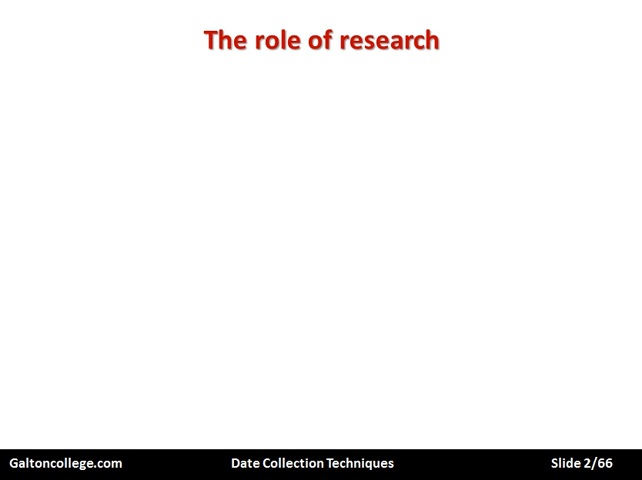 The role of research
Galtoncollege.com
Date Collection Techniques
Slide 2/66